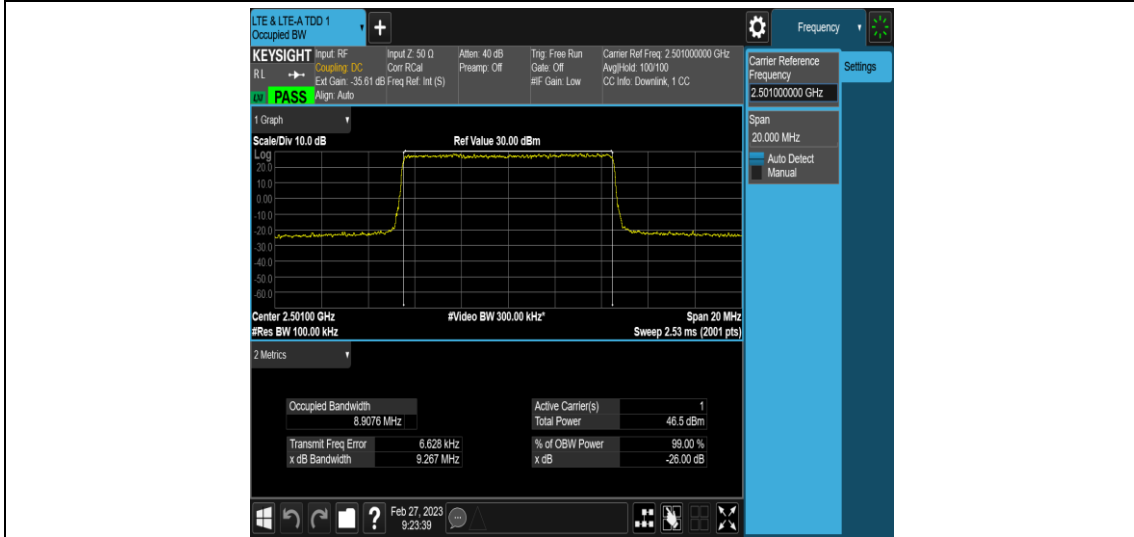 LTE & LTE-A TDD 1
Occupied BW
Frequency
KEYSIGHT
RL
PASS
Input: RF
Coupling: DC
Ext Gain: -35.61 dB
Align: Auto
Input Z: 50 Ω
Corr RCal
Freq Ref: Int (S)
Atten: 40 dB
Preamp: Off
Trig: Free Run
Gate: Off
#IF Gain: Low
Carrier Ref Freq: 2.501000000 GHz
Avg|Hold: 100/100
CC Info: Downlink, 1 CC
Carrier Reference
Frequency
2.501000000 GHz
Settings
Span
20.000 MHz
Auto Detect
Manual
1 Graph
Scale/Div 10.0 dB
Ref Value 30.00 dBm
Log
20.0
10.0
0.00
-10.0
-20.0
-30.0
-40.0
-50.0
-60.0
Center 2.50100 GHz
#Video BW 300.00 kHz*
Span 20 MHz
#Res BW 100.00 kHz
Sweep 2.53 ms (2001 pts)
2 Metrics
Occupied Bandwidth
8.9076 MHz
Active Carrier(s) 1
Total Power 46.5 dBm
Transmit Freq Error 6.628 kHz
% of OBW Power 99.00 %
x dB Bandwidth 9.267 MHz
x dB -26.00 dB
Feb 27, 2023
9:23:39